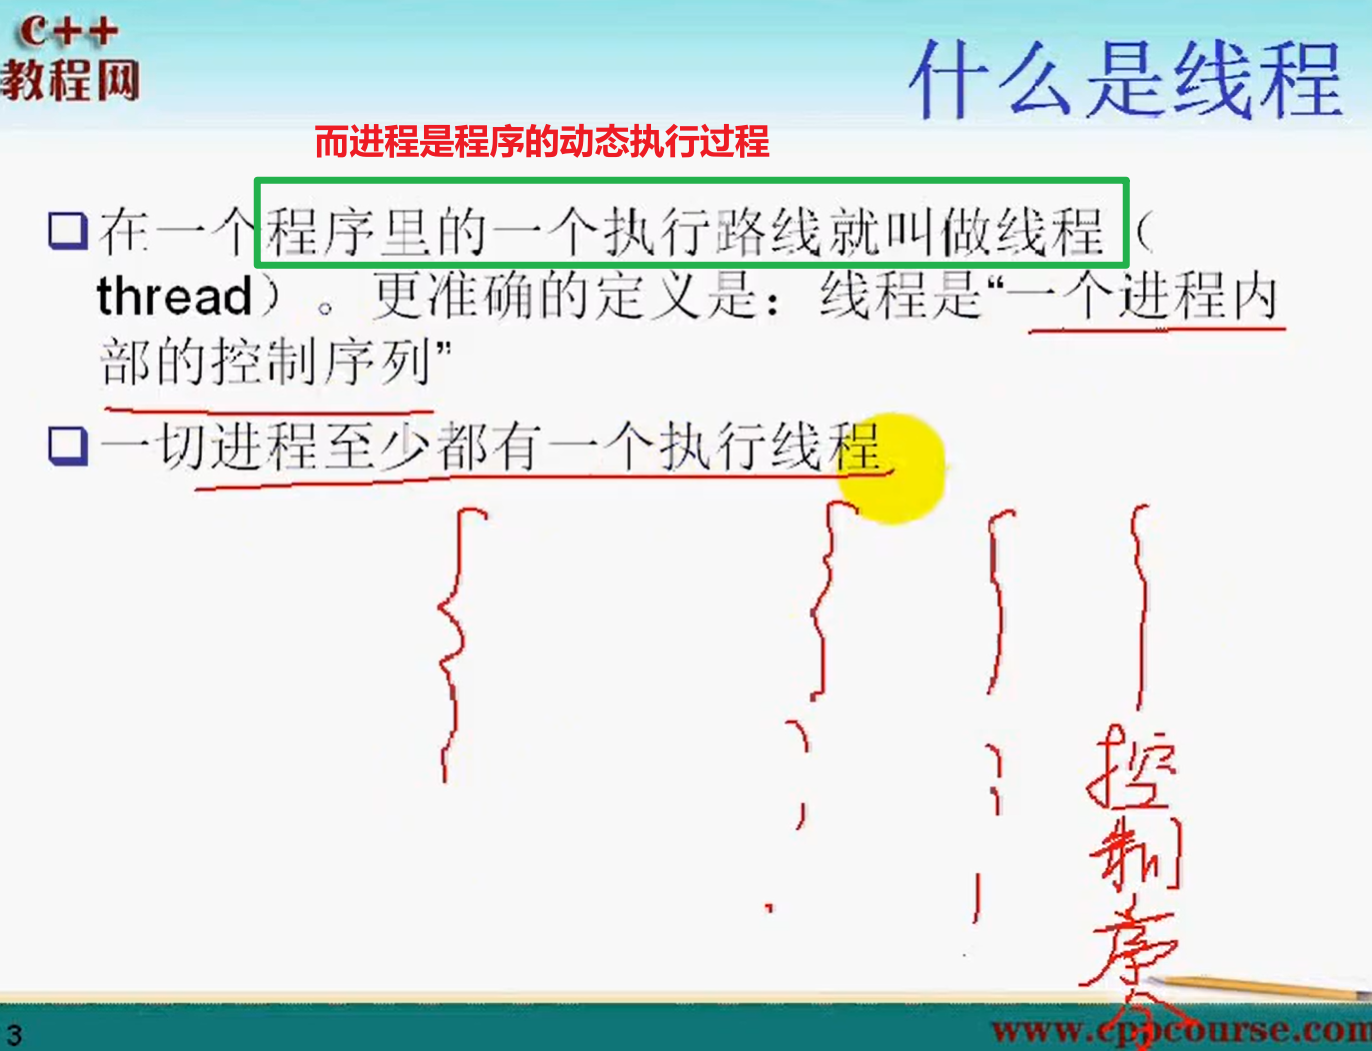 c++
教程网
什么是线程
而进程是程序的动态执行过程
在一个程序里的一个执行路线就叫做线程（
thread）。更准确的定义是：线程是“一个进程内
部的控制序列”
一切进程至少都有一个执行线程
控
制
序
3
www.cppcourse.com